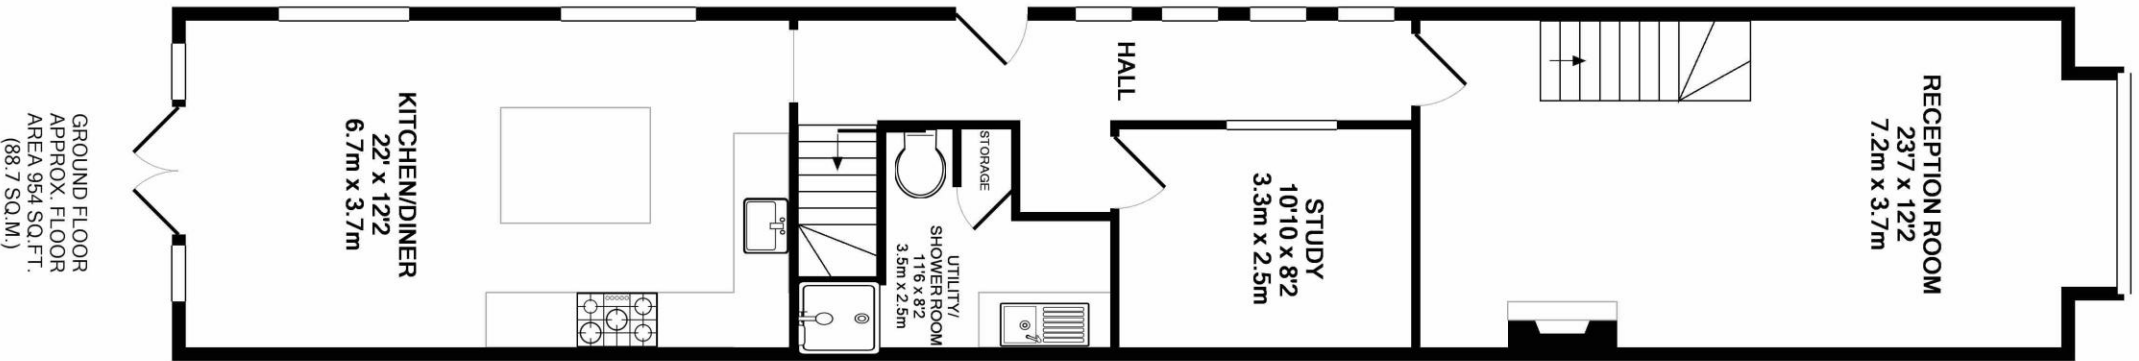 GROUND FLOOR
APPROX. FLOOR
AREA 954 SQ.FT.
(88.7 SQ.M.)
KITCHEN/DINER
22' x 12'2
6.7m x 3.7m
HALL
STORAGE
UTILITY/
SHOWER ROOM
11'6 x 8'2
3.5m x 2.5m
STUDY
10'10 x 8'2
3.3m x 2.5m
RECEPTION ROOM
23'7 x 12'2
7.2m x 3.7m